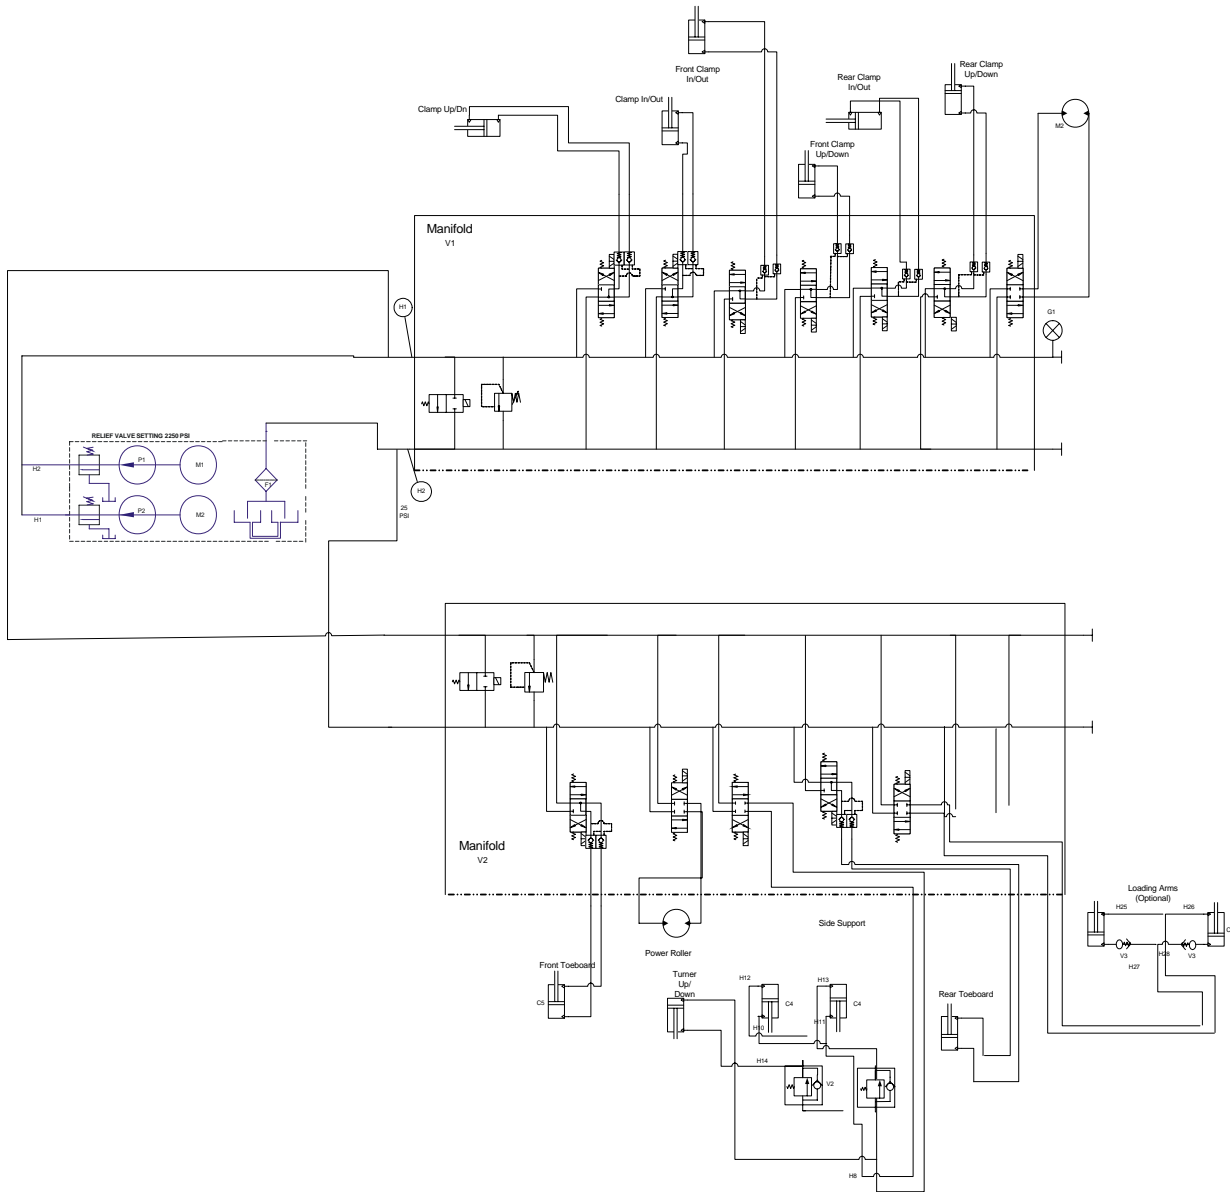 Front Clamp
In/Out
Rear Clamp
Up/Down
Rear Clamp
In/Out
Clamp Up/Dn
Clamp In/Out
M2
Front Clamp
Up/Down
Manifold
V1
H1
G1
RELIEF VALVE SETTING 2250 PSI
P1
M1
H2
F1
H2
P2
M2
H1
25
PSI
Manifold
V2
Loading Arms
(Optional)
H25
H26
Side Support
C
V3
H28
V3
H27
Power Roller
Front Toeboard
Turner
Up/
Down
H12
H13
C5
C4
C4
Rear Toeboard
H10
H11
H14
V2
H8